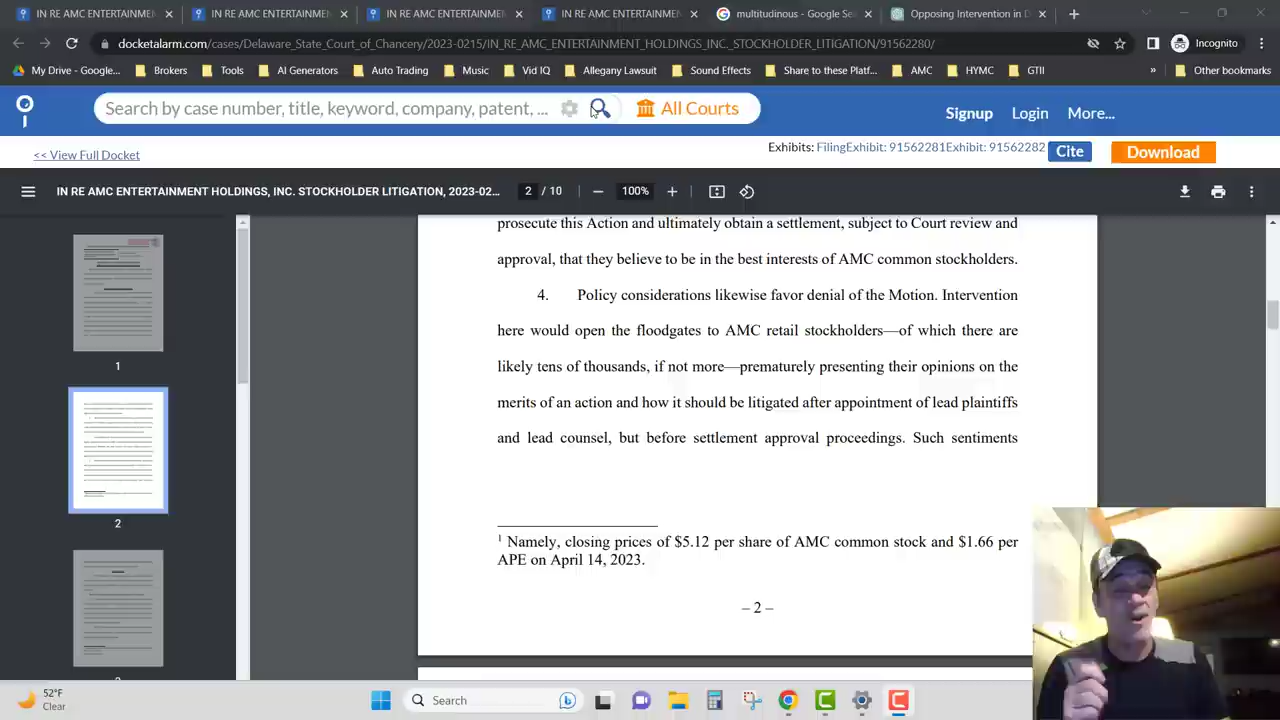 IN RE AMC ENTERTAINMEN
IN RE AMC ENTERTAINMEN
IN RE AMC ENTERTAINMEN
IN RE AMC ENTERTAINMEN
multitudinous - Google Se
Opposing Intervention in D
docketalarm.com/cases/Delaware_State_Court_of_Chancery/2023-0215/IN_RE_AMC_ENTERTAINMENT_HOLDINGS_INC._STOCKHOLDER_LITIGATION/91562280/
Incognito
My Drive - Google...
Brokers
Tools
AI Generators
Auto Trading
Music
Vid IQ
Allegany Lawsuit
Sound Effects
Share to these Platf...
AMC
HYMC
GTII
»
Other bookmarks
Search by case number, title, keyword, company, patent, ...
All Courts
Signup
Login
More...
<< View Full Docket
Exhibits: FilingExhibit: 91562281Exhibit: 91562282
Cite
Download
IN RE AMC ENTERTAINMENT HOLDINGS, INC. STOCKHOLDER LITIGATION, 2023-02...
2 / 10
100%
prosecute this Action and ultimately obtain a settlement, subject to Court review and
approval, that they believe to be in the best interests of AMC common stockholders.
4. Policy considerations likewise favor denial of the Motion. Intervention
here would open the floodgates to AMC retail stockholders—of which there are
likely tens of thousands, if not more—prematurely presenting their opinions on the
merits of an action and how it should be litigated after appointment of lead plaintiffs
and lead counsel, but before settlement approval proceedings. Such sentiments
1 Namely, closing prices of $5.12 per share of AMC common stock and $1.66 per
APE on April 14, 2023.
– 2 –
1
2
52°F
Clear
Search